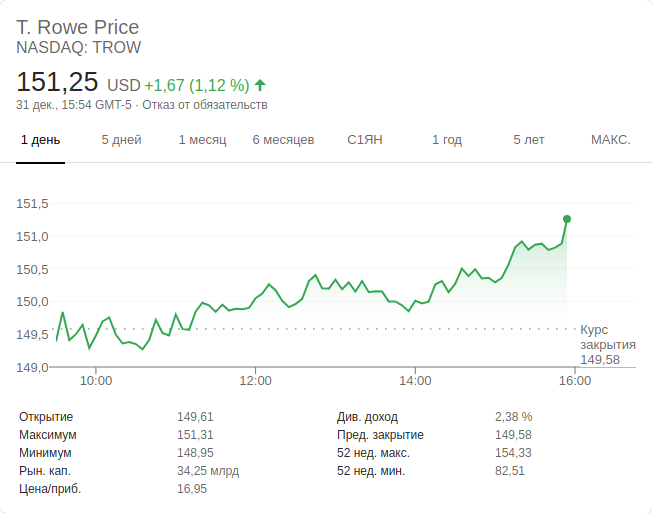 T. Rowe Price
NASDAQ: TROW
151,25 USD +1,67 (1,12 %) ↑
31 дек., 15:54 GMT-5 · Отказ от обязательств
1 день 5 дней 1 месяц 6 месяцев С1ЯН 1 год 5 лет МАКС.
151,5
151,0
150,5
150,0
149,5
149,0
Курс
закрытия
149,58
10:00 12:00 14:00 16:00
Открытие 149,61 Див. доход 2,38 %
Максимум 151,31 Пред. закрытие 149,58
Минимум 148,95 52 нед. макс. 154,33
Рын. кап. 34,25 млрд 52 нед. мин. 82,51
Цена/приб. 16,95